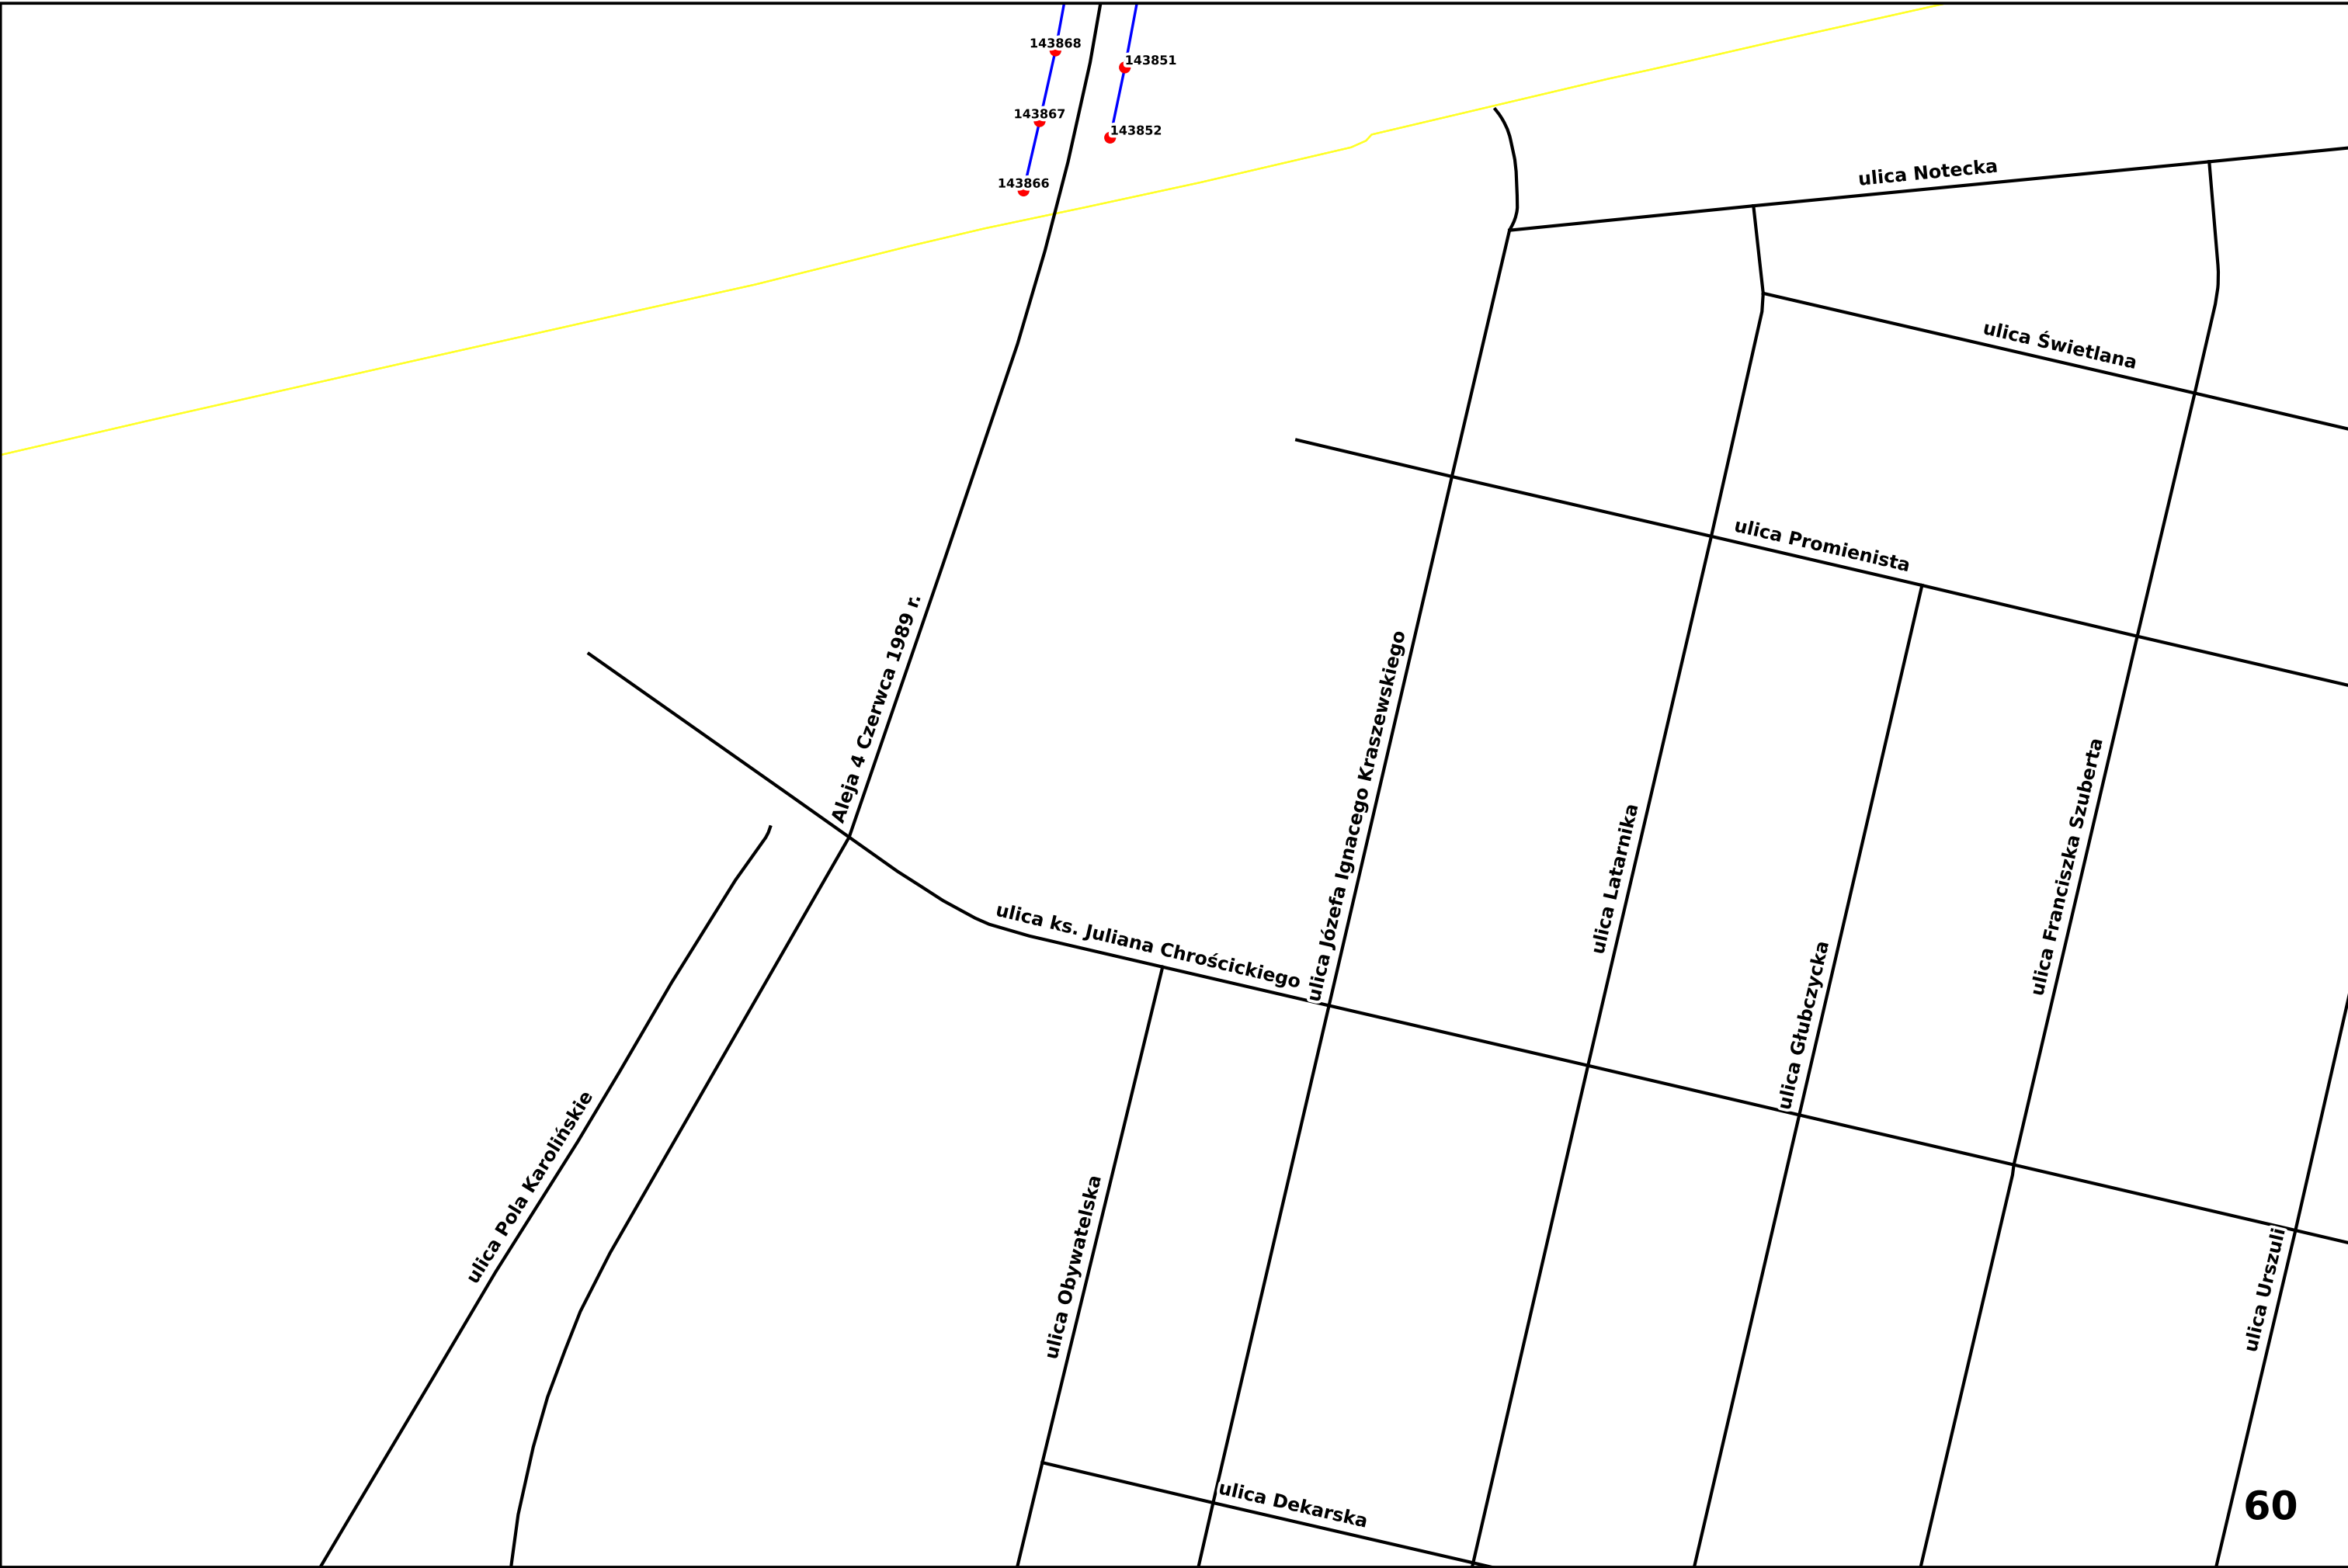 143868
143851
143867
143852
143866
ulica Notecka
ulica Świetlana
ulica Promienista
Aleja 4 Czerwca 1989 r.
ulica Józefa Ignacego Kraszewskiego
ulica Latarnika
ulica Franciszka Szuberta
ulica ks. Juliana Chrościckiego
ulica Głubczycka
ulica Pola Karolińskie
ulica Obywatelska
ulica Urszuli
ulica Dekarska
60